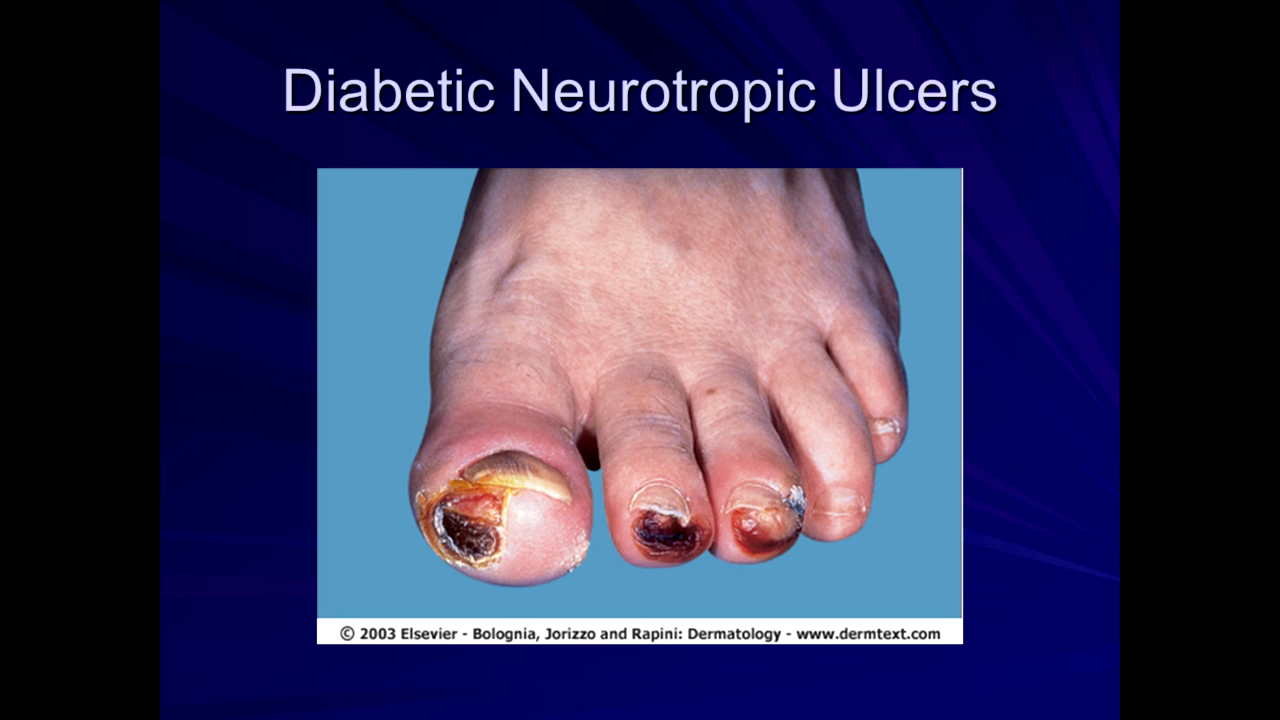 Diabetic Neurotropic Ulcers
© 2003 Elsevier - Bolognia, Jorizzo and Rapini: Dermatology - www.dermtext.com